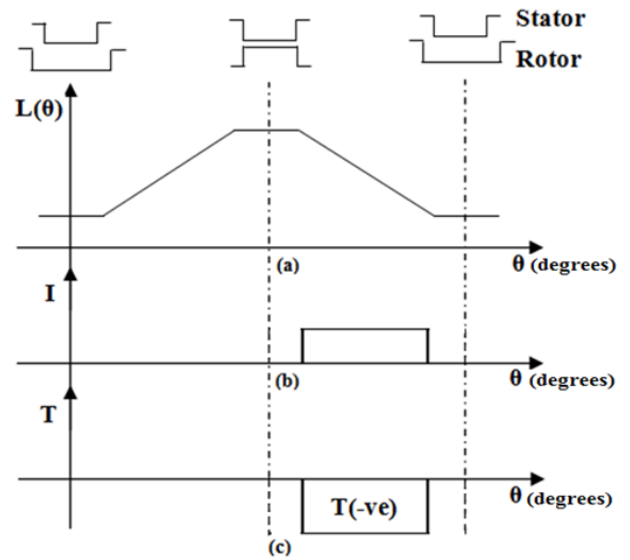 Stator
Rotor
L(θ)
(a)
θ (degrees)
I
(b)
θ (degrees)
T
θ (degrees)
T(-ve)
(c)